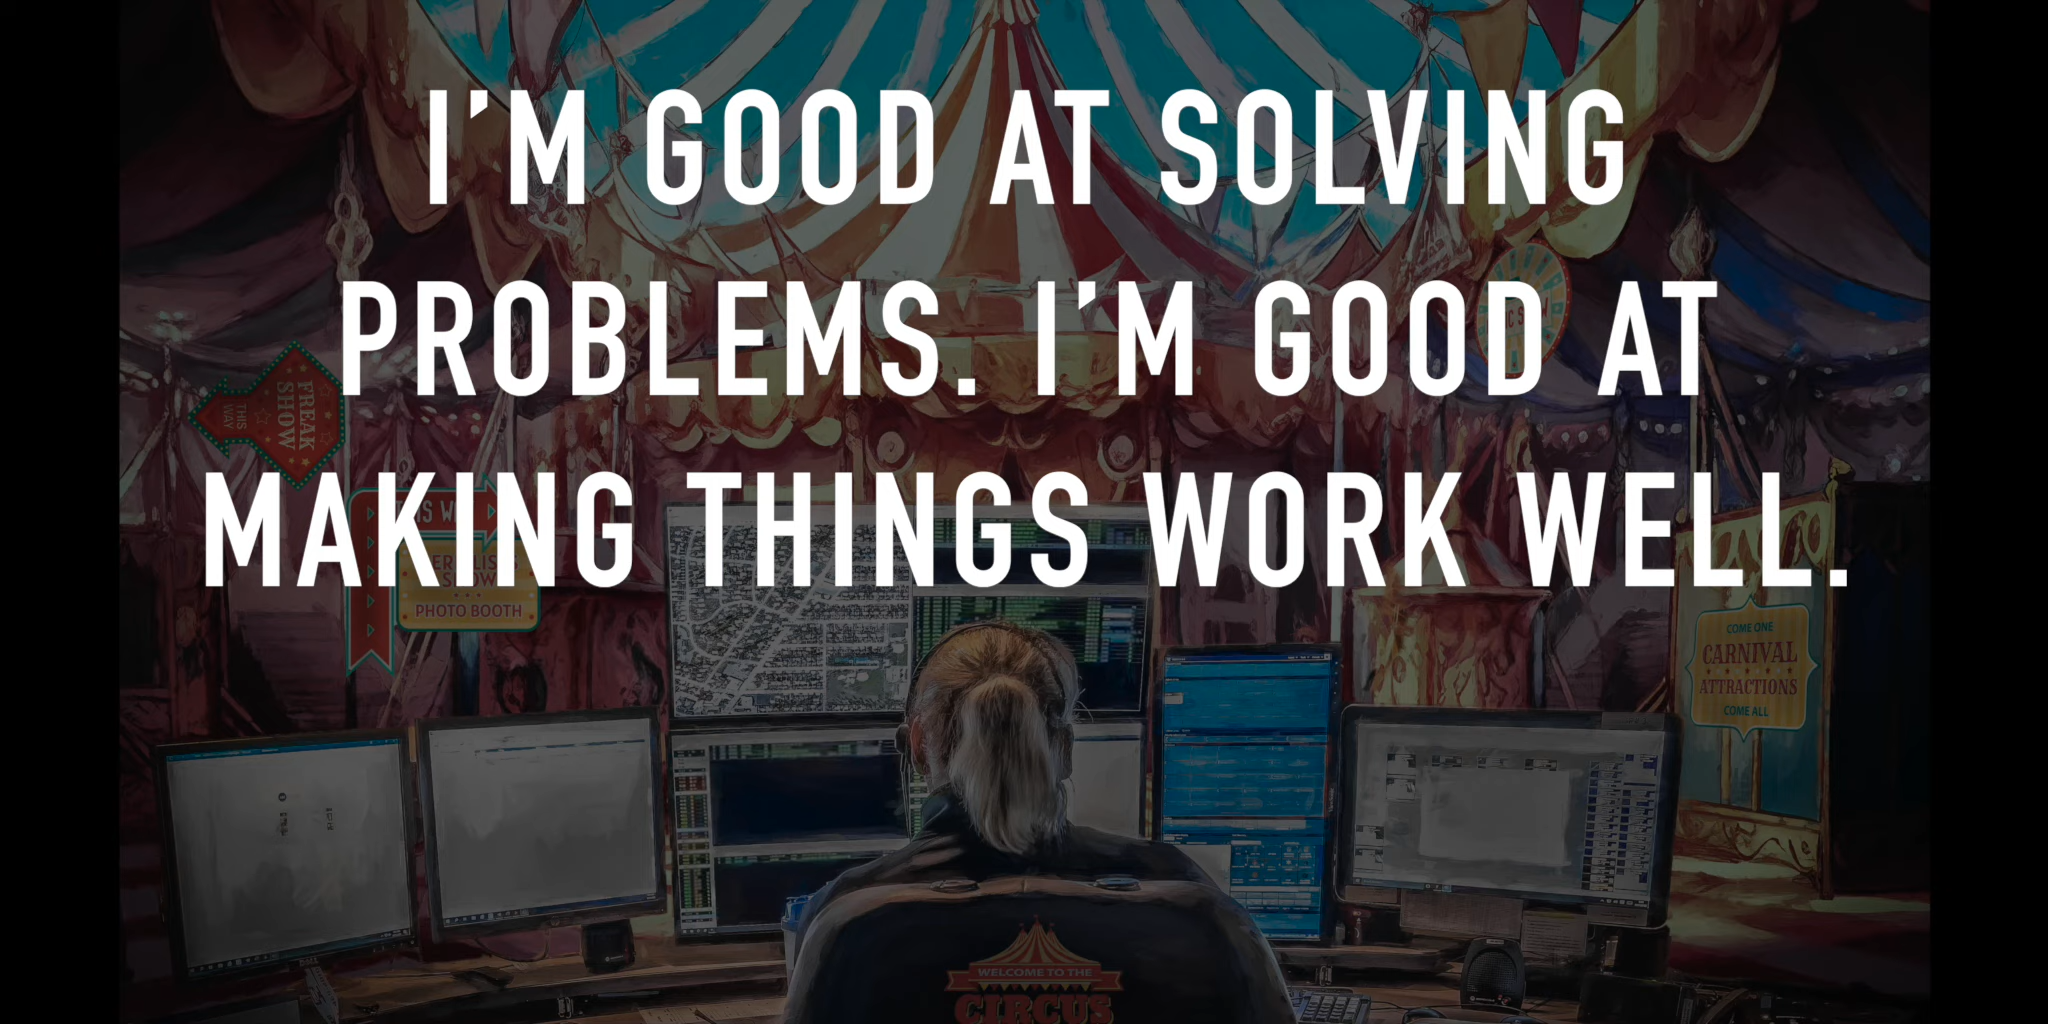 I'M GOOD AT SOLVING
PROBLEMS. I'M GOOD AT
MAKING THINGS WORK WELL.
FREAK
SHOW
THIS
WAY
PHOTO BOOTH
COME ONE
CARNIVAL
ATTRACTIONS
COME ALL
WELCOME TO THE
CIRCUS